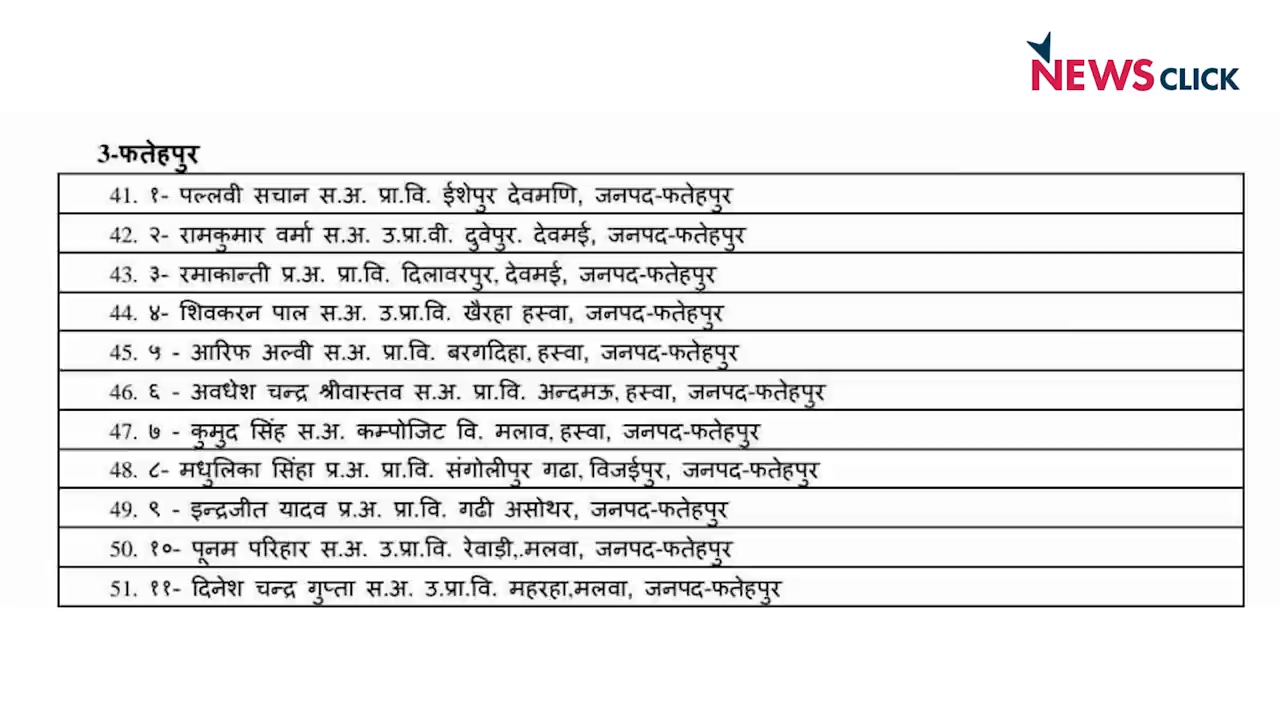 NEWSCLICK
3-फतेहपुर
41. १- पल्लवी सचान स.अ. प्रा.वि. ईशेपुर देवमणि, जनपद-फतेहपुर
42. २- रामकुमार वर्मा स.अ. उ.प्रा.वी. दुवेपुर. देवमई, जनपद-फतेहपुर
43. ३- रमाकान्ती प्र.अ. प्रा.वि. दिलावरपुर, देवमई, जनपद-फतेहपुर
44. ४- शिवकरन पाल स.अ. उ.प्रा.वि. खैरहा हस्वा, जनपद-फतेहपुर
45. ५ - आरिफ अल्वी स.अ. प्रा.वि. बरगदिहा, हस्वा, जनपद-फतेहपुर
46. ६ - अवधेश चन्द्र श्रीवास्तव स.अ. प्रा.वि. अन्दमऊ, हस्वा, जनपद-फतेहपुर
47. ७ - कुमुद सिंह स.अ. कम्पोजिट वि. मलाव, हस्वा, जनपद-फतेहपुर
48. ८- मधुलिका सिंहा प्र.अ. प्रा.वि. संगोलीपुर गढा, विजईपुर, जनपद-फतेहपुर
49. ९ - इन्द्रजीत यादव प्र.अ. प्रा.वि. गढी असोथर, जनपद-फतेहपुर
50. १०- पूनम परिहार स.अ. उ.प्रा.वि. रेवाड़ी,.मलवा, जनपद-फतेहपुर
51. ११- दिनेश चन्द्र गुप्ता स.अ. उ.प्रा.वि. महरहा,मलवा, जनपद-फतेहपुर